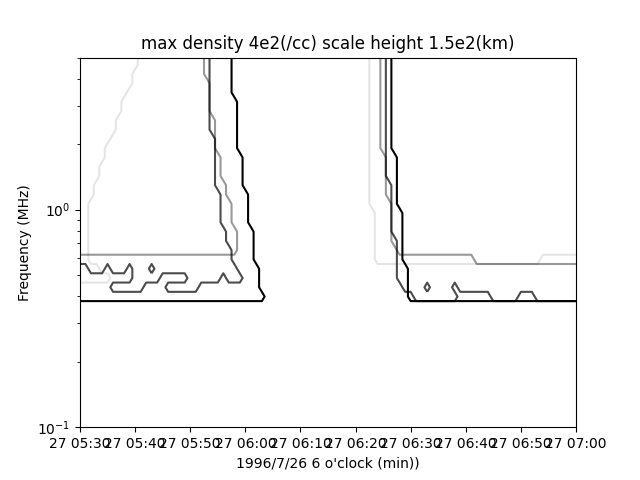 max density 4e2(/cc) scale height 1.5e2(km)
Frequency (MHz)
10^0
10^-1
27 05:30 27 05:40 27 05:50 27 06:00 27 06:10 27 06:20 27 06:30 27 06:40 27 06:50 27 07:00
1996/7/26 6 o'clock (min))